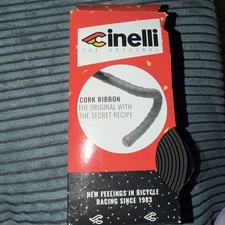 cinelli
THE ORIGINAL
CORK RIBBON
THE ORIGINAL WITH
THE SECRET RECIPE
NEW FEELINGS IN BICYCLE
RACING SINCE 1983